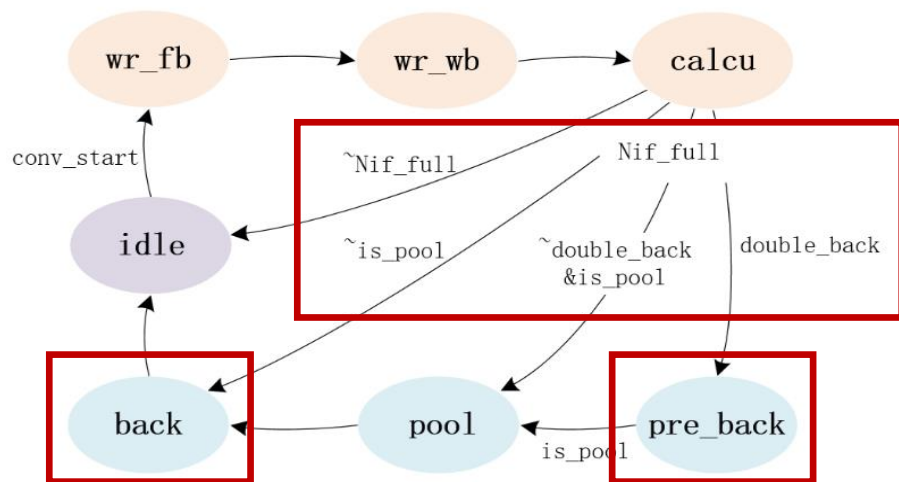 wr_fb
wr_wb
calcu
conv_start
~Nif_full
Nif_full
idle
~is_pool
~double_back
&is_pool
double_back
back
pool
pre_back
is_pool